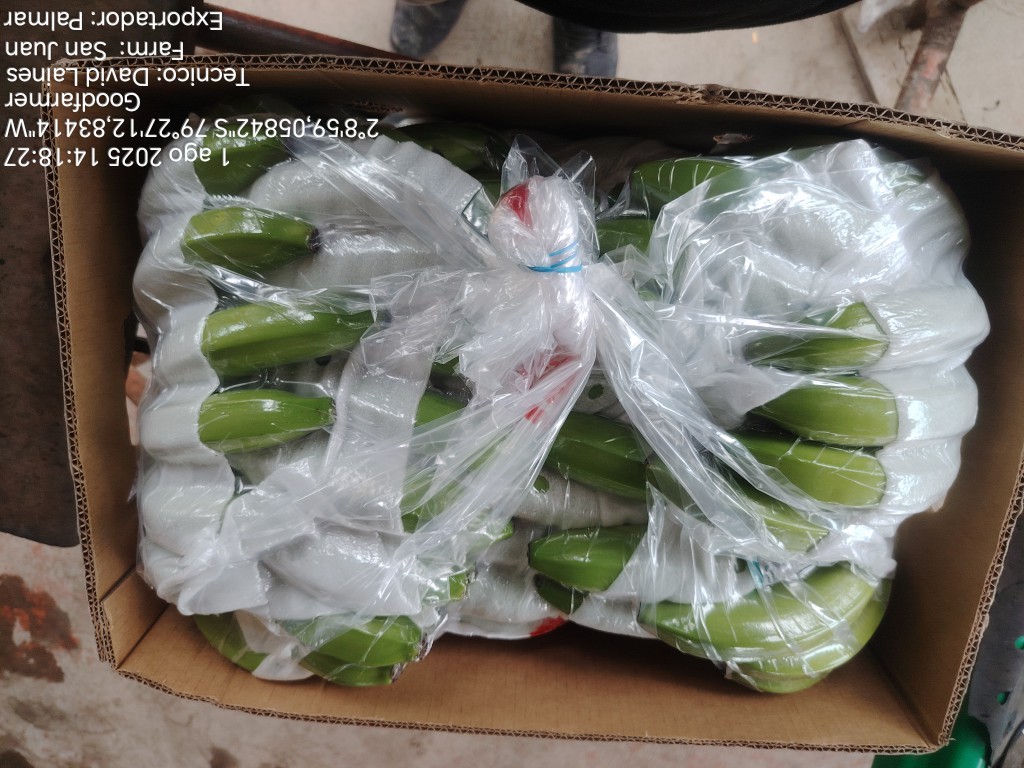 1 ago 2025 14:18:27
2°8'59,05842"S 79°27'12,83414"W
Goodfarmer
Tecnico: David Laines
Farm: San Juan
Exportador: Palmar